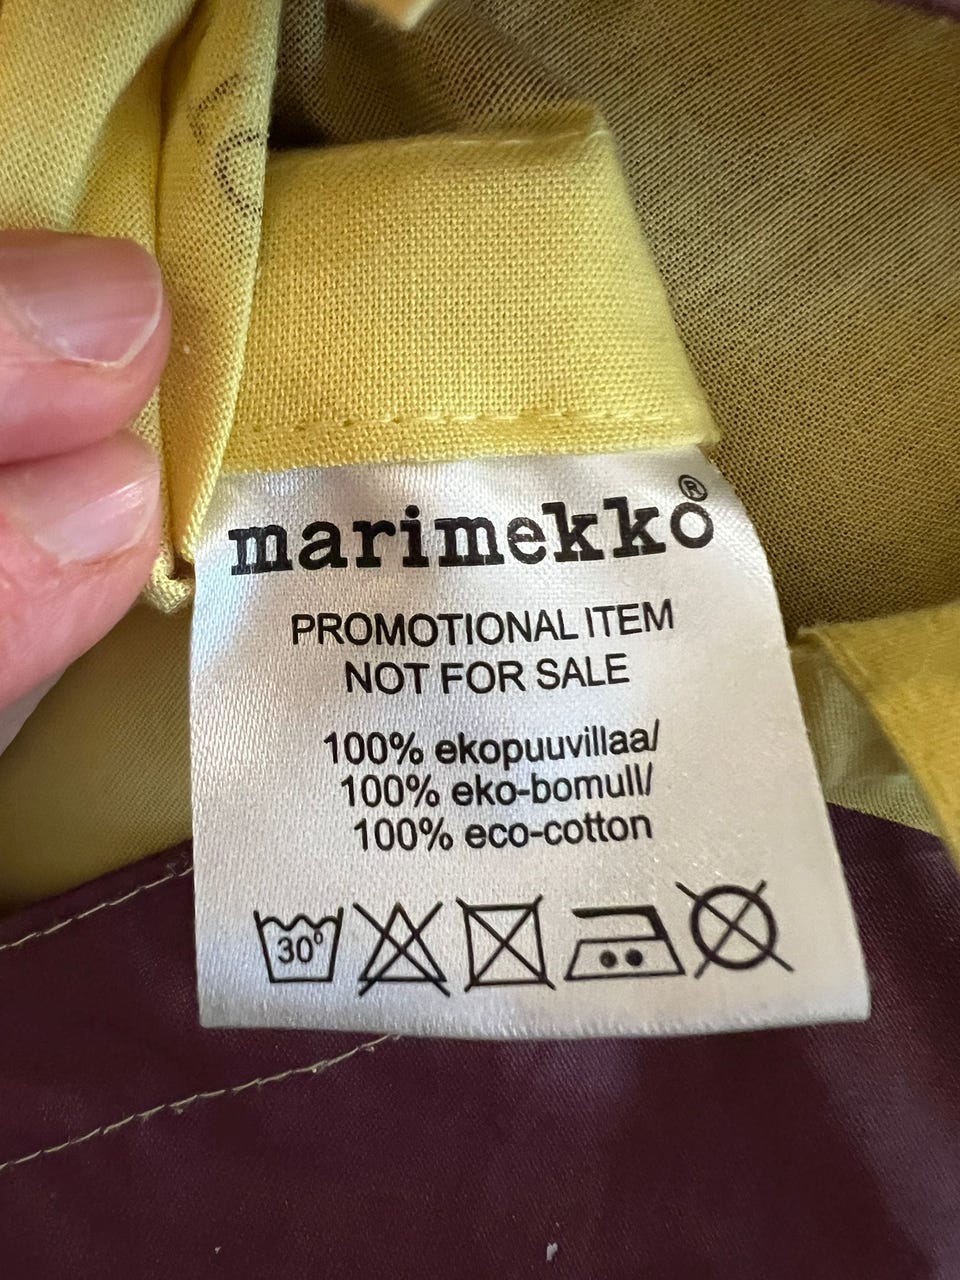 marimekko®
PROMOTIONAL ITEM
NOT FOR SALE
100% ekopuuvillaa/
100% eko-bomull/
100% eco-cotton
30°